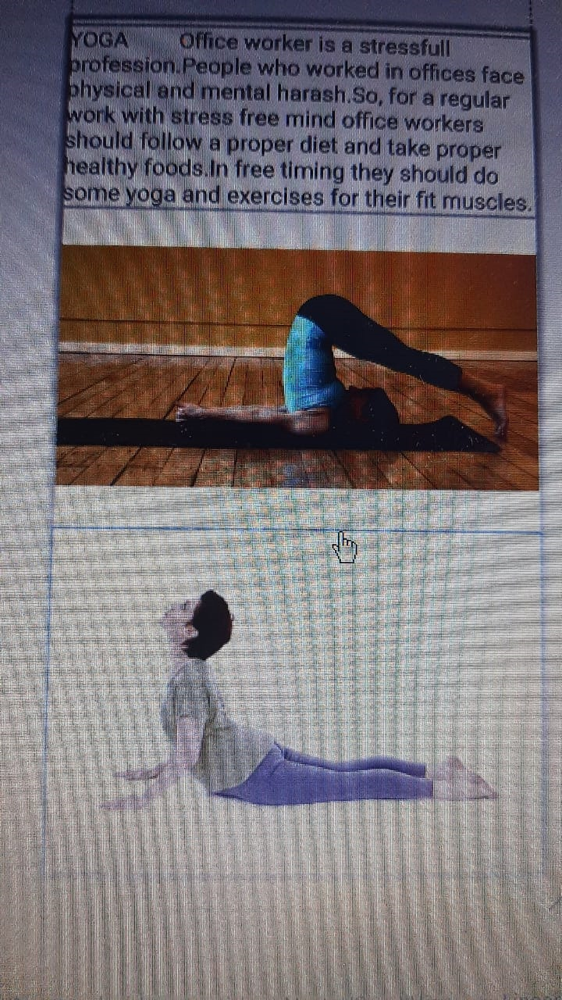 YOGA Office worker is a stressfull
profession.People who worked in offices face
physical and mental harash.So, for a regular
work with stress free mind office workers
should follow a proper diet and take proper
healthy foods.In free timing they should do
some yoga and exercises for their fit muscles.